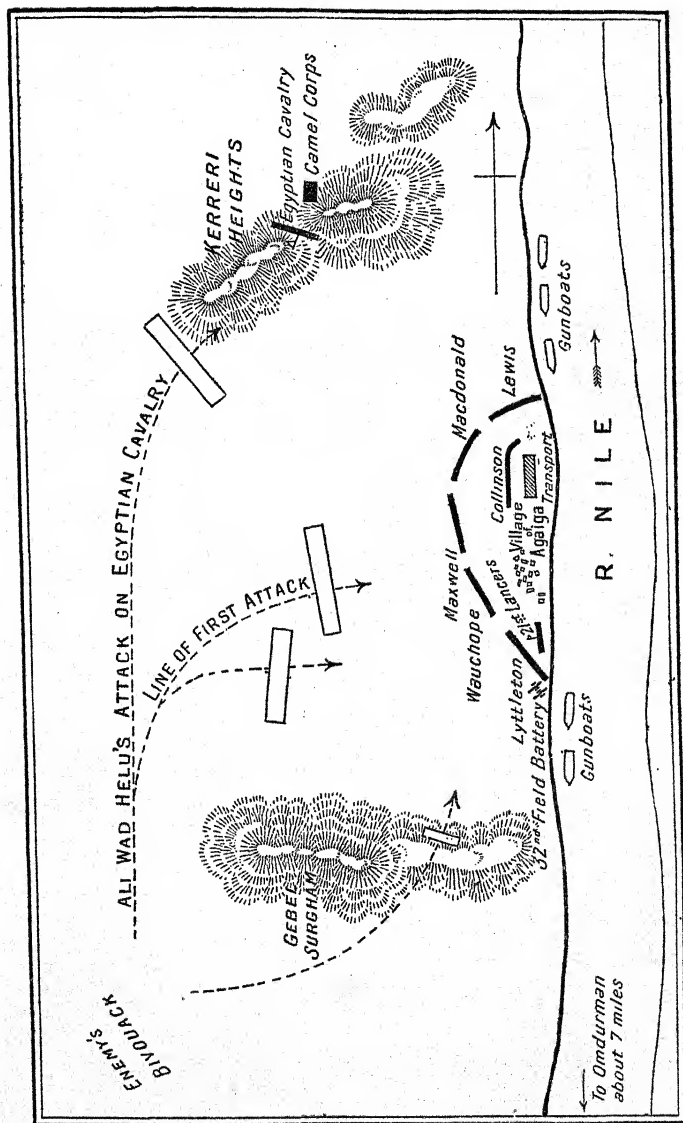 ALI WAD HELU'S ATTACK ON EGYPTIAN CAVALRY
LINE OF FIRST ATTACK
ENEMY'S
BIVOUACK
GEBEL
SURGHAM
KERRERI
HEIGHTS
Egyptian Cavalry
Camel Corps
Macdonald
Lewis
Maxwell
Wauchope
Lyttleton
32nd Field Battery
21st Lancers
Collinson
Village
of
Agaiga
Transport
Gunboats
Gunboats
R. NILE
To Omdurman
about 7 miles